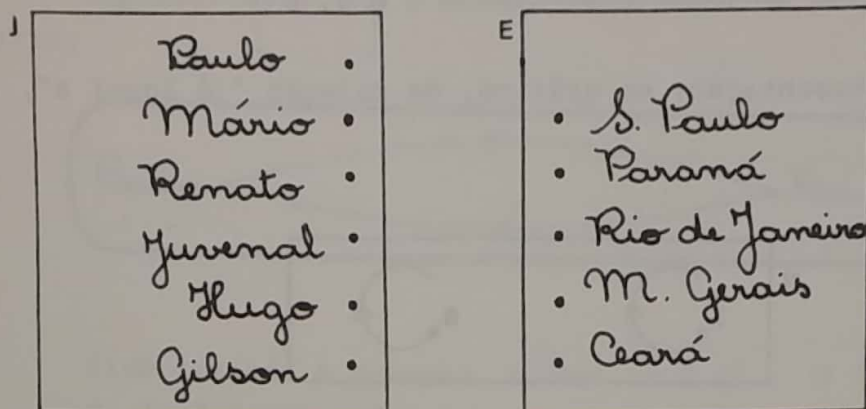 J
Paulo
Mário
Renato
Juvenal
Hugo
Gilson
E
S. Paulo
Paraná
Rio de Janeiro
M. Gerais
Ceará